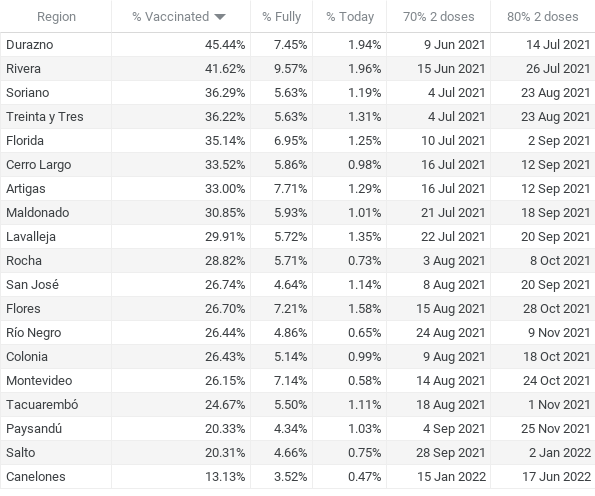 Region % Vaccinated % Fully % Today 70% 2 doses 80% 2 doses
Durazno 45.44% 7.45% 1.94% 9 Jun 2021 14 Jul 2021
Rivera 41.62% 9.57% 1.96% 15 Jun 2021 26 Jul 2021
Soriano 36.29% 5.63% 1.19% 4 Jul 2021 23 Aug 2021
Treinta y Tres 36.22% 5.63% 1.31% 4 Jul 2021 23 Aug 2021
Florida 35.14% 6.95% 1.25% 10 Jul 2021 2 Sep 2021
Cerro Largo 33.52% 5.86% 0.98% 16 Jul 2021 12 Sep 2021
Artigas 33.00% 7.71% 1.29% 16 Jul 2021 12 Sep 2021
Maldonado 30.85% 5.93% 1.01% 21 Jul 2021 18 Sep 2021
Lavalleja 29.91% 5.72% 1.35% 22 Jul 2021 20 Sep 2021
Rocha 28.82% 5.71% 0.73% 3 Aug 2021 8 Oct 2021
San José 26.74% 4.64% 1.14% 8 Aug 2021 20 Sep 2021
Flores 26.70% 7.21% 1.58% 15 Aug 2021 28 Oct 2021
Río Negro 26.44% 4.86% 0.65% 24 Aug 2021 9 Nov 2021
Colonia 26.43% 5.14% 0.99% 9 Aug 2021 18 Oct 2021
Montevideo 26.15% 7.14% 0.58% 14 Aug 2021 24 Oct 2021
Tacuarembó 24.67% 5.50% 1.11% 18 Aug 2021 1 Nov 2021
Paysandú 20.33% 4.34% 1.03% 4 Sep 2021 25 Nov 2021
Salto 20.31% 4.66% 0.75% 28 Sep 2021 2 Jan 2022
Canelones 13.13% 3.52% 0.47% 15 Jan 2022 17 Jun 2022